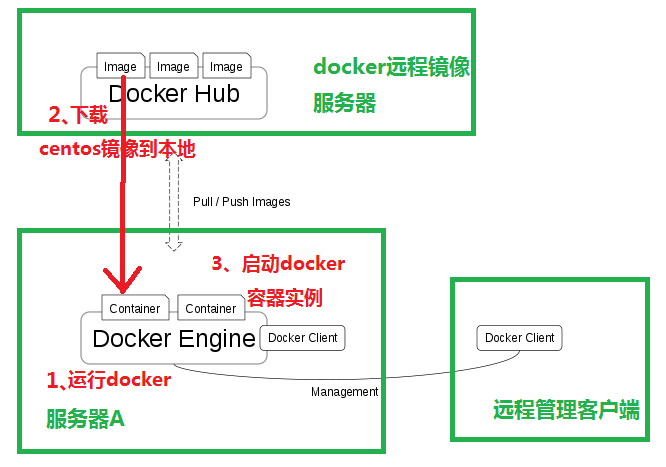 Image Image Image
Docker Hub
docker远程镜像
服务器
2、下载
centos镜像到本地
Pull / Push Images
3、启动docker
容器实例
Container Container
Docker Engine
Docker Client
Docker Client
1、运行docker
Management
服务器A
远程管理客户端